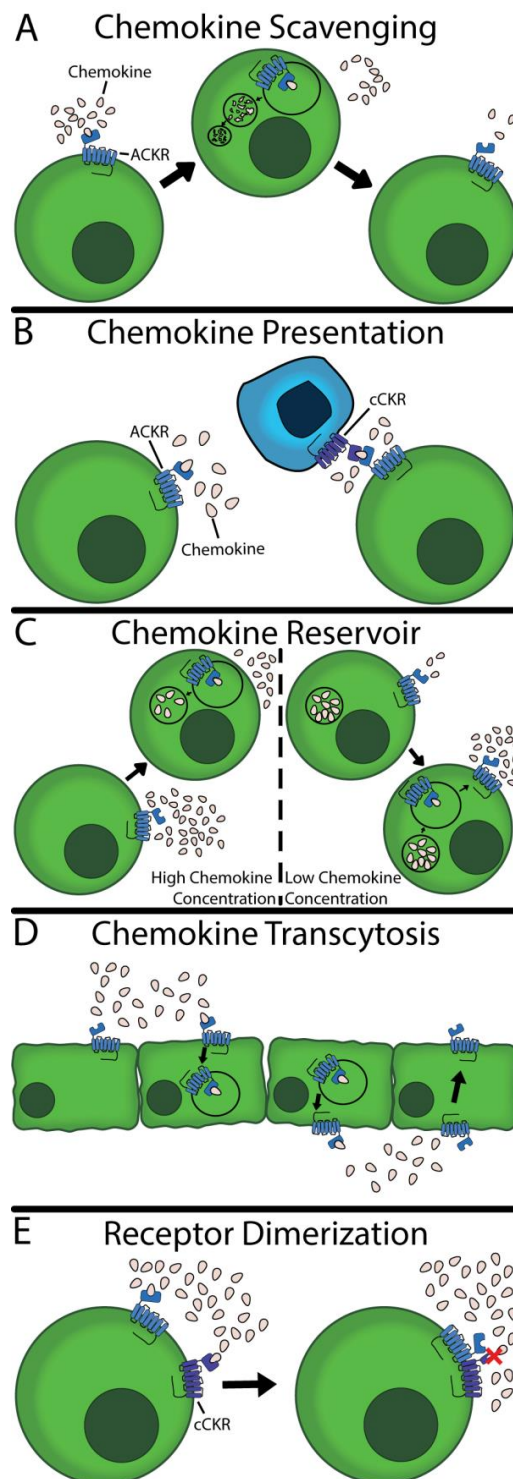 A Chemokine Scavenging
Chemokine
ACKR
B Chemokine Presentation
cCKR
ACKR
Chemokine
C Chemokine Reservoir
High Chemokine
Concentration
Low Chemokine
Concentration
D Chemokine Transcytosis
E Receptor Dimerization
cCKR